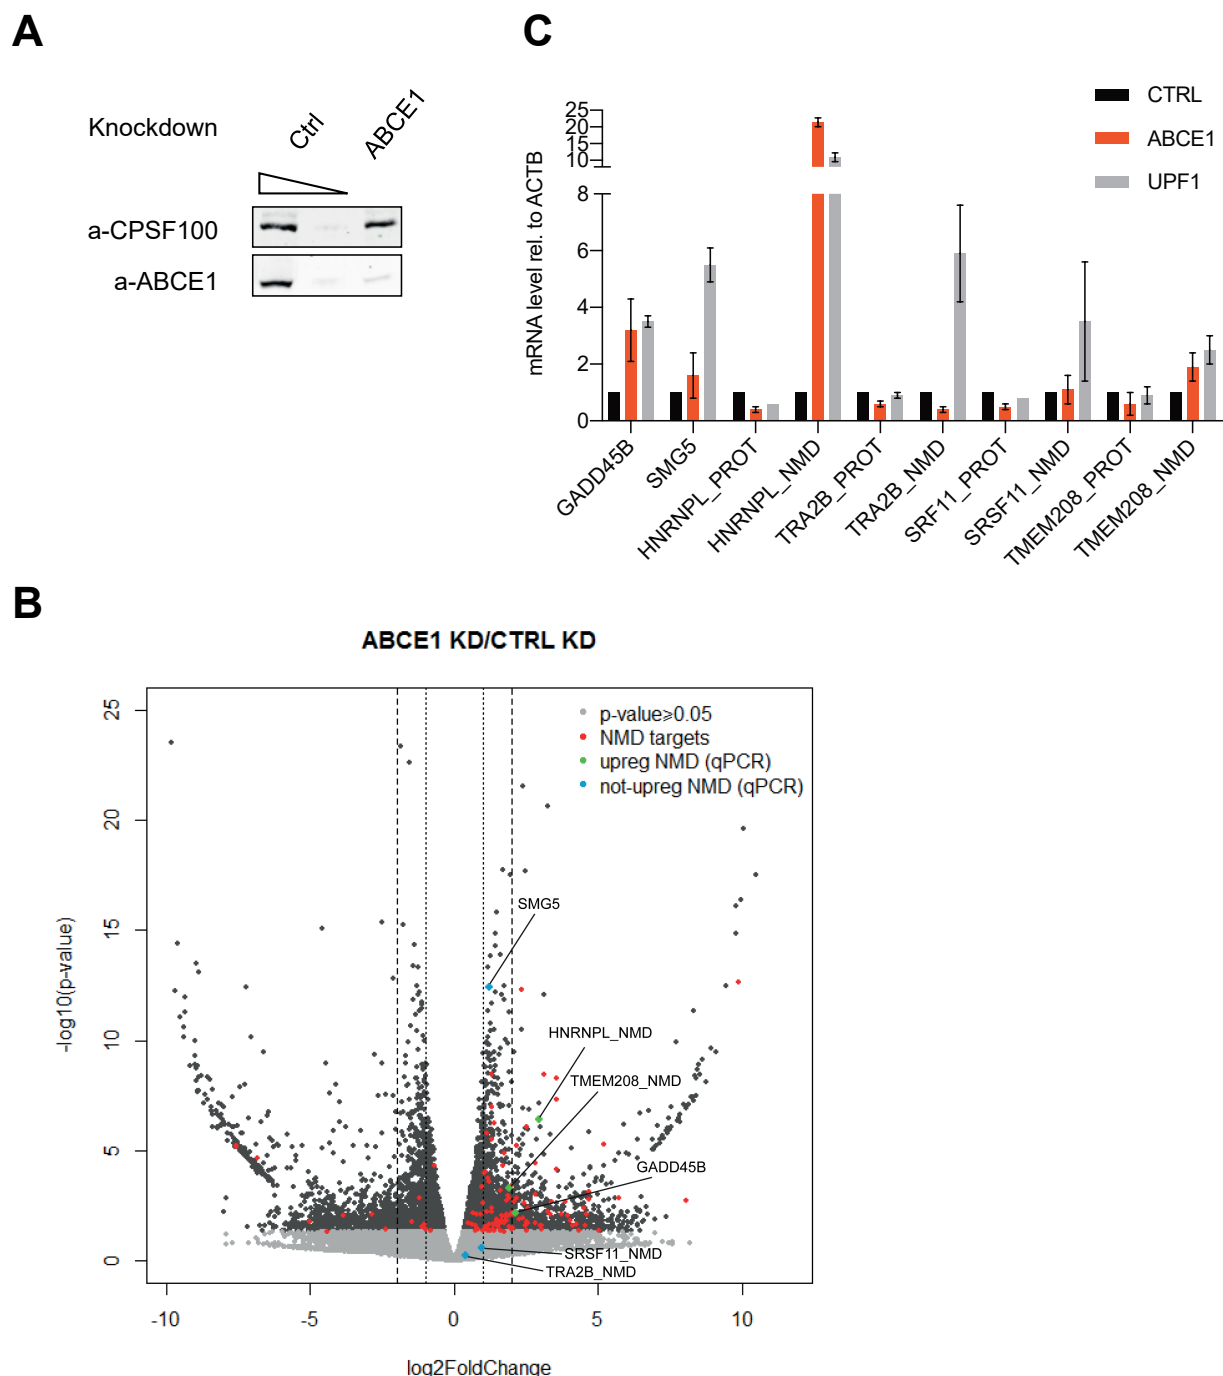 A
Knockdown
Ctrl
ABCE1
a-CPSF100
a-ABCE1
C
CTRL
ABCE1
UPF1
mRNA level rel. to ACTB
25
20
15
10
8
6
4
2
0
GADD45B
SMG5
HNRNPL_PROT
HNRNPL_NMD
TRA2B_PROT
TRA2B_NMD
SRF11_PROT
SRSF11_NMD
TMEM208_PROT
TMEM208_NMD
B
ABCE1 KD/CTRL KD
p-value≥0.05
NMD targets
upreg NMD (qPCR)
not-upreg NMD (qPCR)
-log10(p-value)
25
20
15
10
5
0
SMG5
HNRNPL_NMD
TMEM208_NMD
GADD45B
SRSF11_NMD
TRA2B_NMD
-10
-5
0
5
10
log2FoldChange